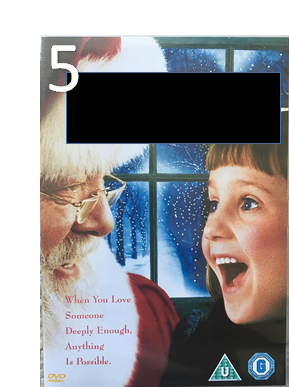 5
When You Love
Someone
Deeply Enough,
Anything
Is Possible.
DVD
U